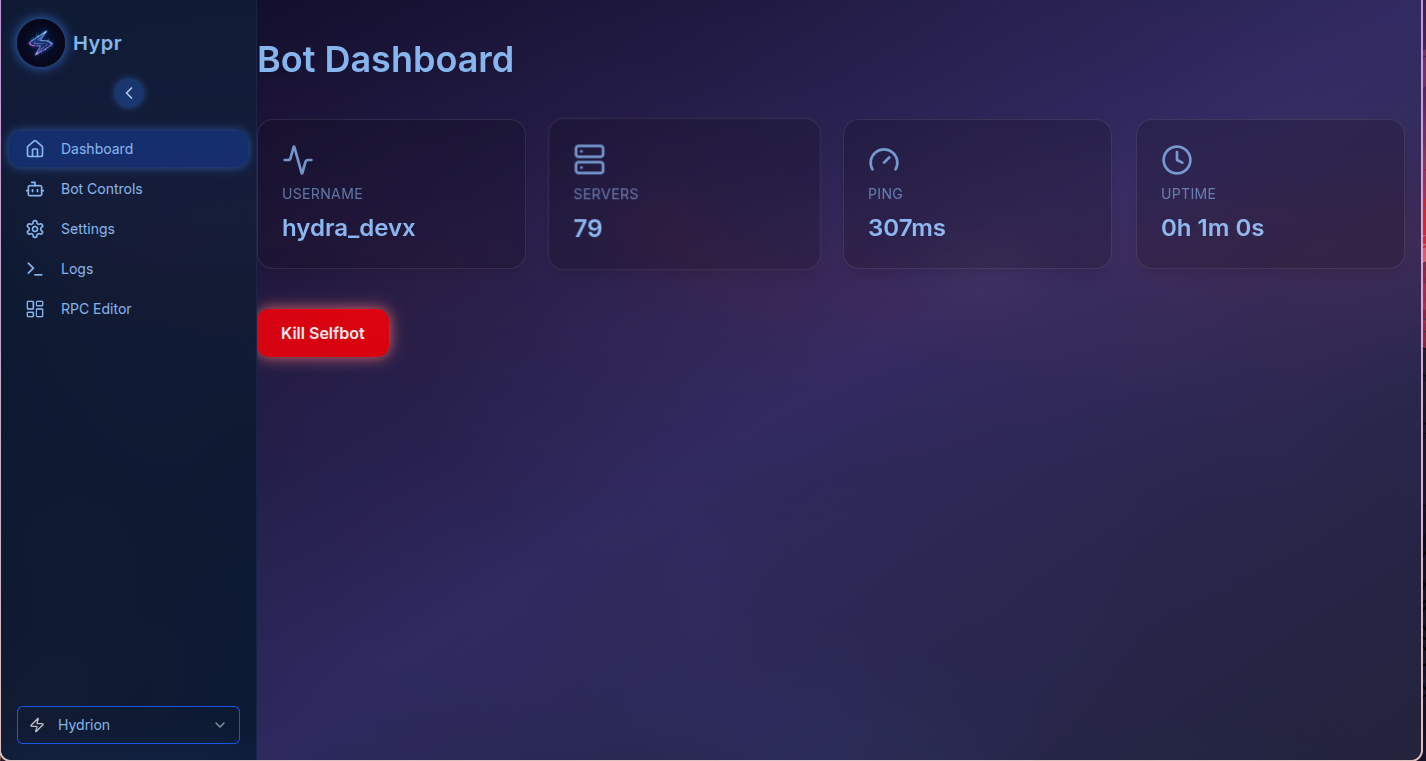 Hypr
Dashboard
Bot Controls
Settings
Logs
RPC Editor
Hydrion
Bot Dashboard
USERNAME
hydra_devx
SERVERS
79
PING
307ms
UPTIME
0h 1m 0s
Kill Selfbot